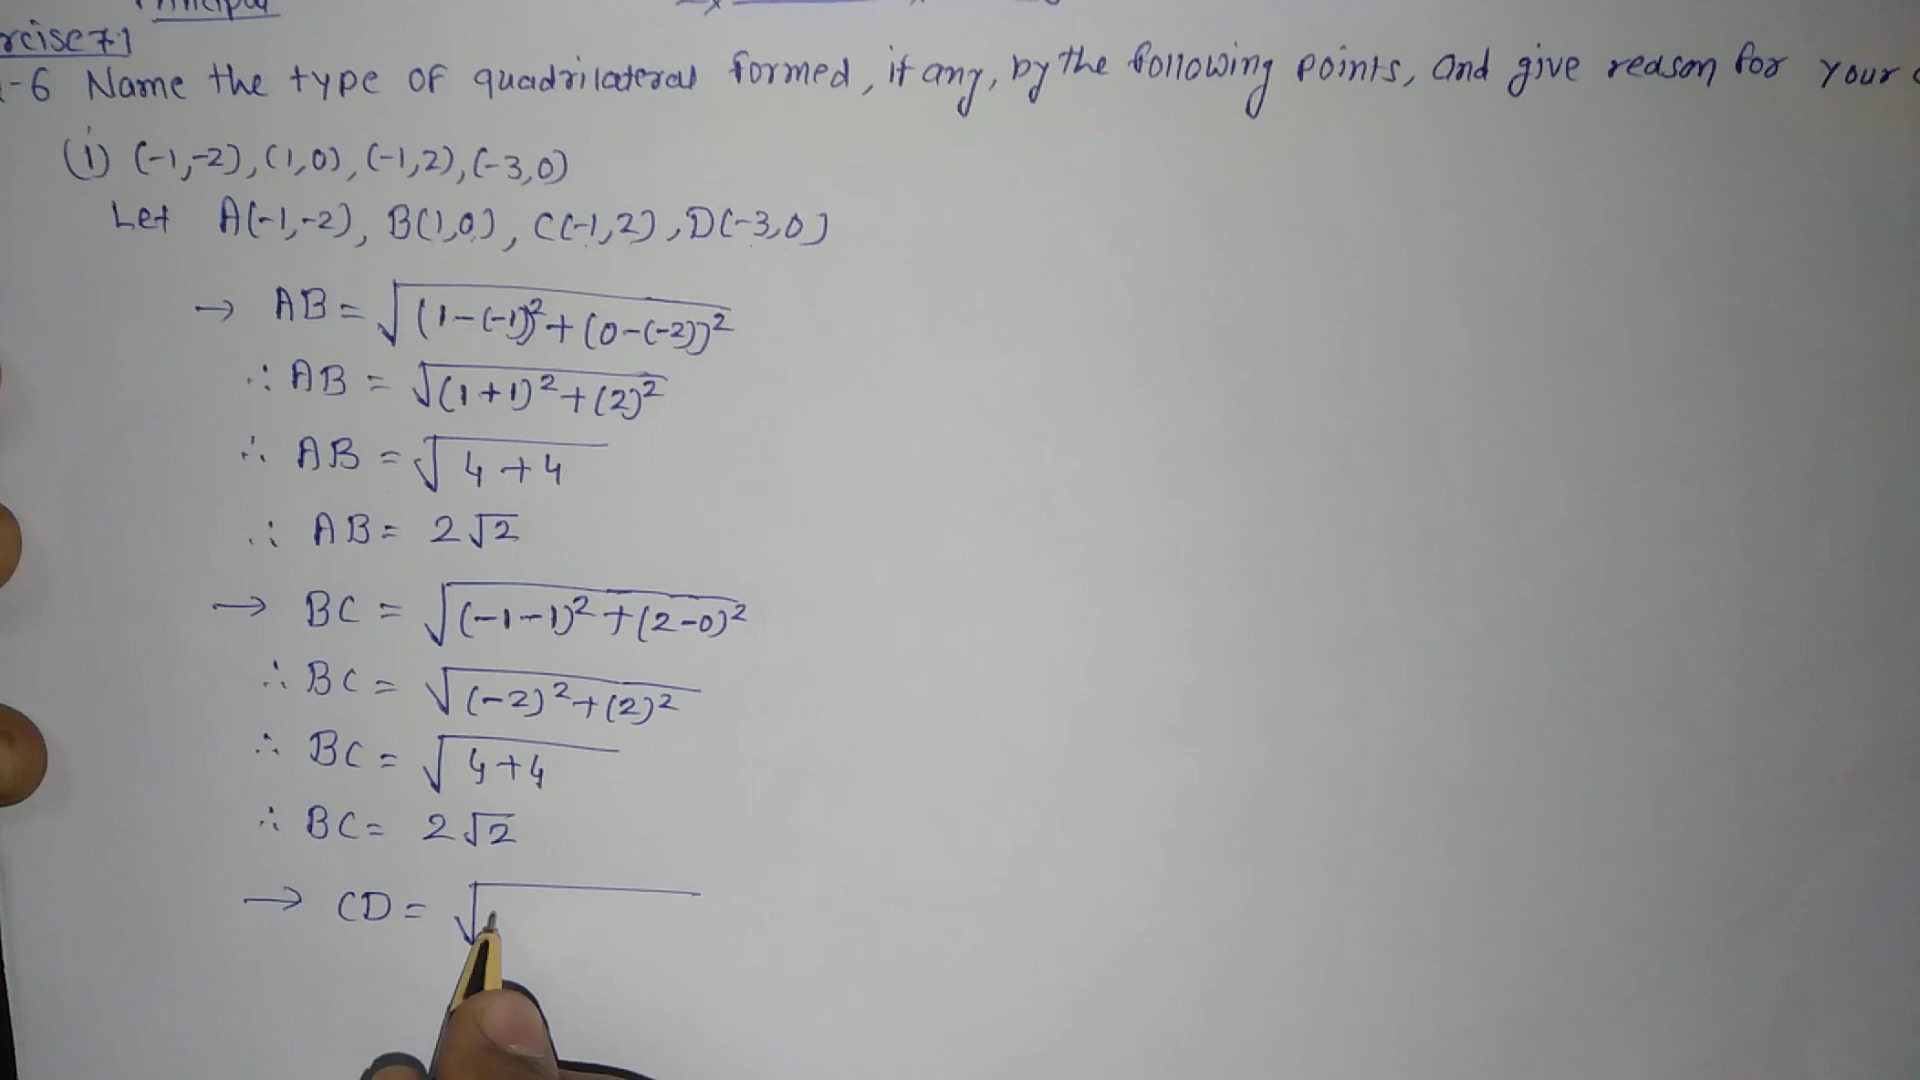 Principal
rcise 7.1
-6 Name the type of quadrilateral formed, if any, by the following points, and give reason for your
(i) (-1,-2), (1,0), (-1,2), (-3,0)
Let A(-1,-2), B(1,0), C(-1,2), D(-3,0)
→ AB = √(1-(-1))²+(0-(-2))²
∴ AB = √(1+1)²+(2)²
∴ AB = √4+4
∴ AB = 2√2
→ BC = √(-1-1)²+(2-0)²
∴ BC = √(-2)²+(2)²
∴ BC = √4+4
∴ BC = 2√2
→ CD = √